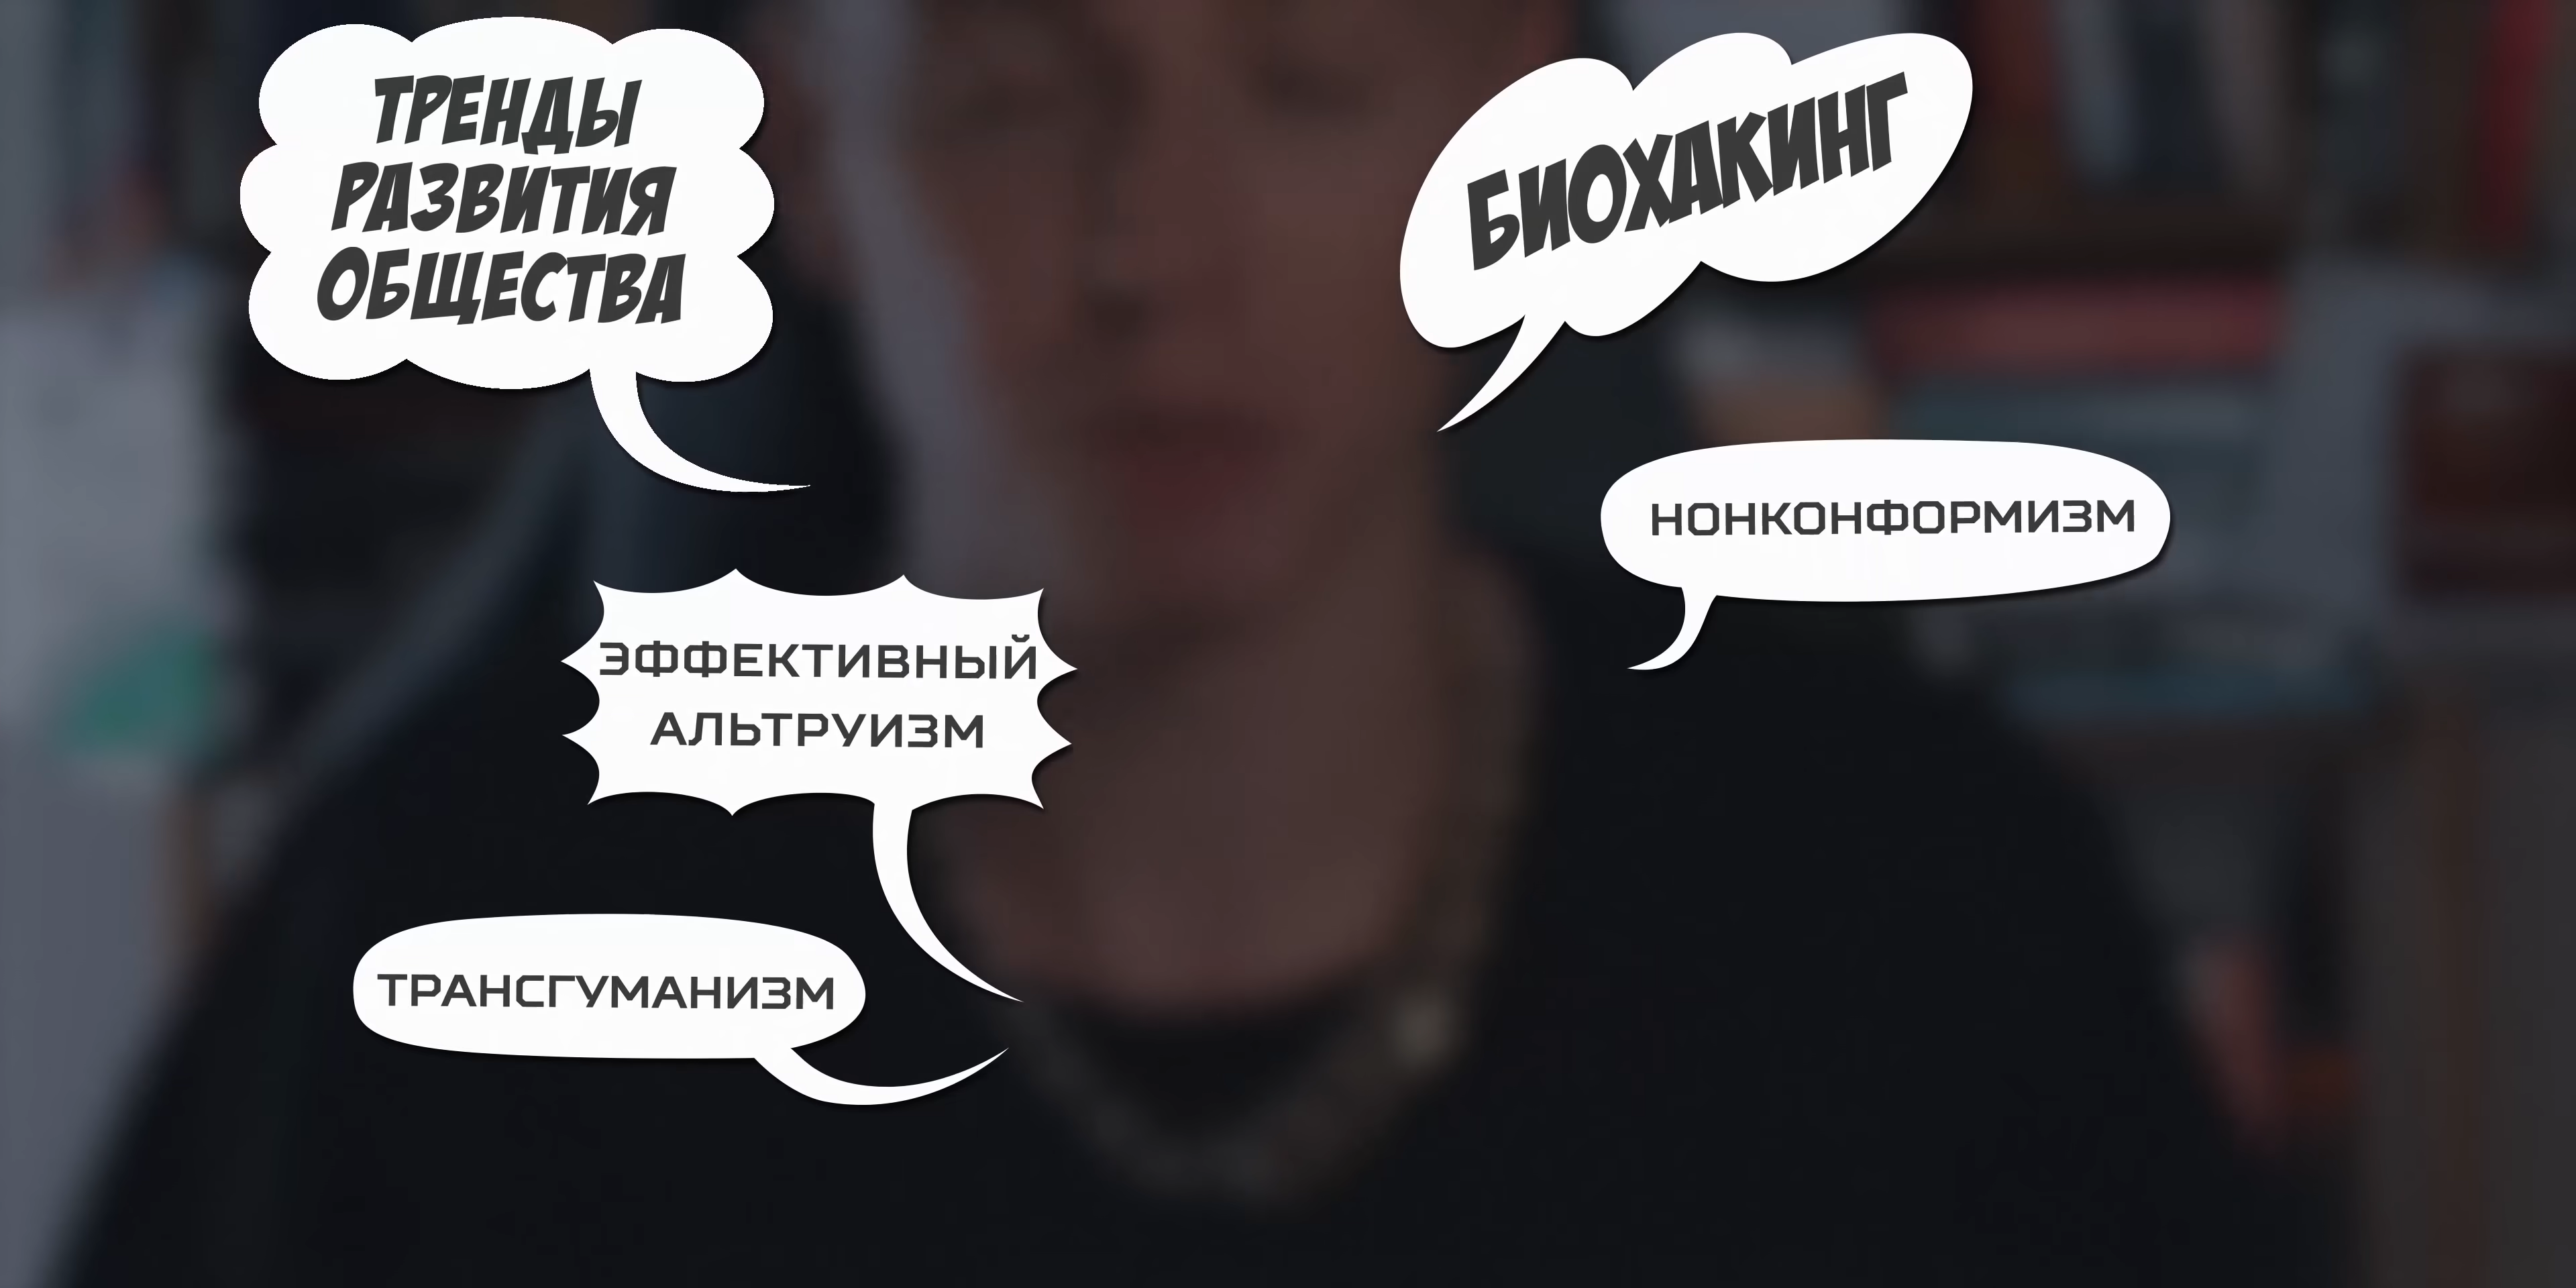 ТРЕНДЫ
РАЗВИТИЯ
ОБЩЕСТВА
БИОХАКИНГ
НОНКОНФОРМИЗМ
ЭФФЕКТИВНЫЙ
АЛЬТРУИЗМ
ТРАНСГУМАНИЗМ